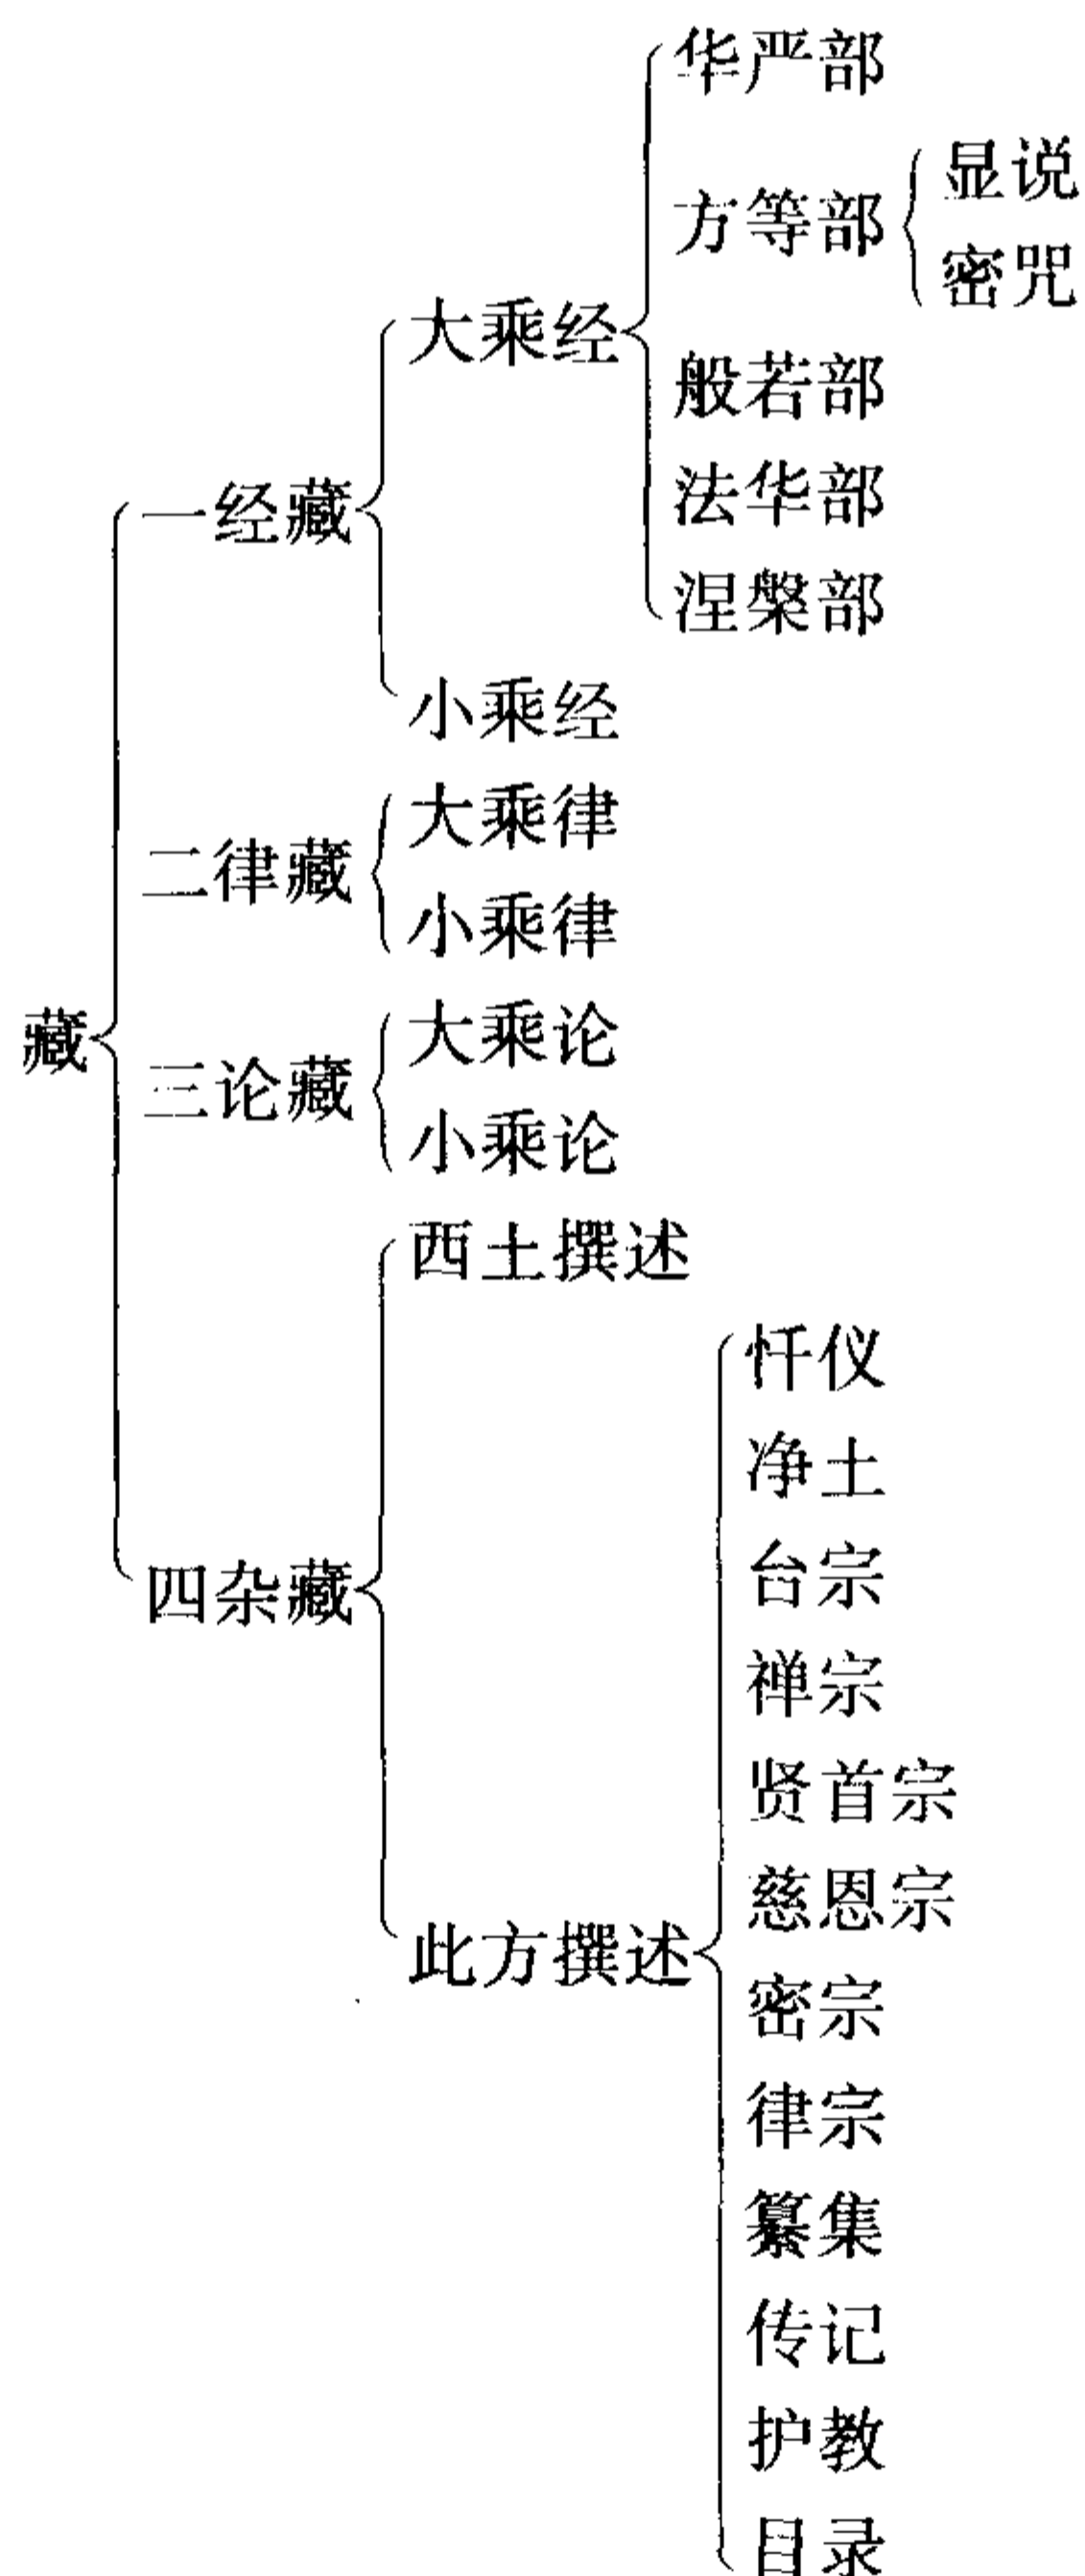 华严部
显说
方等部
密咒
大乘经
般若部
法华部
一经藏
涅槃部
小乘经
大乘律
二律藏
小乘律
藏
大乘论
三论藏
小乘论
西土撰述
忏仪
净土
台宗
四杂藏
禅宗
贤首宗
慈恩宗
此方撰述
密宗
律宗
纂集
传记
护教
目录